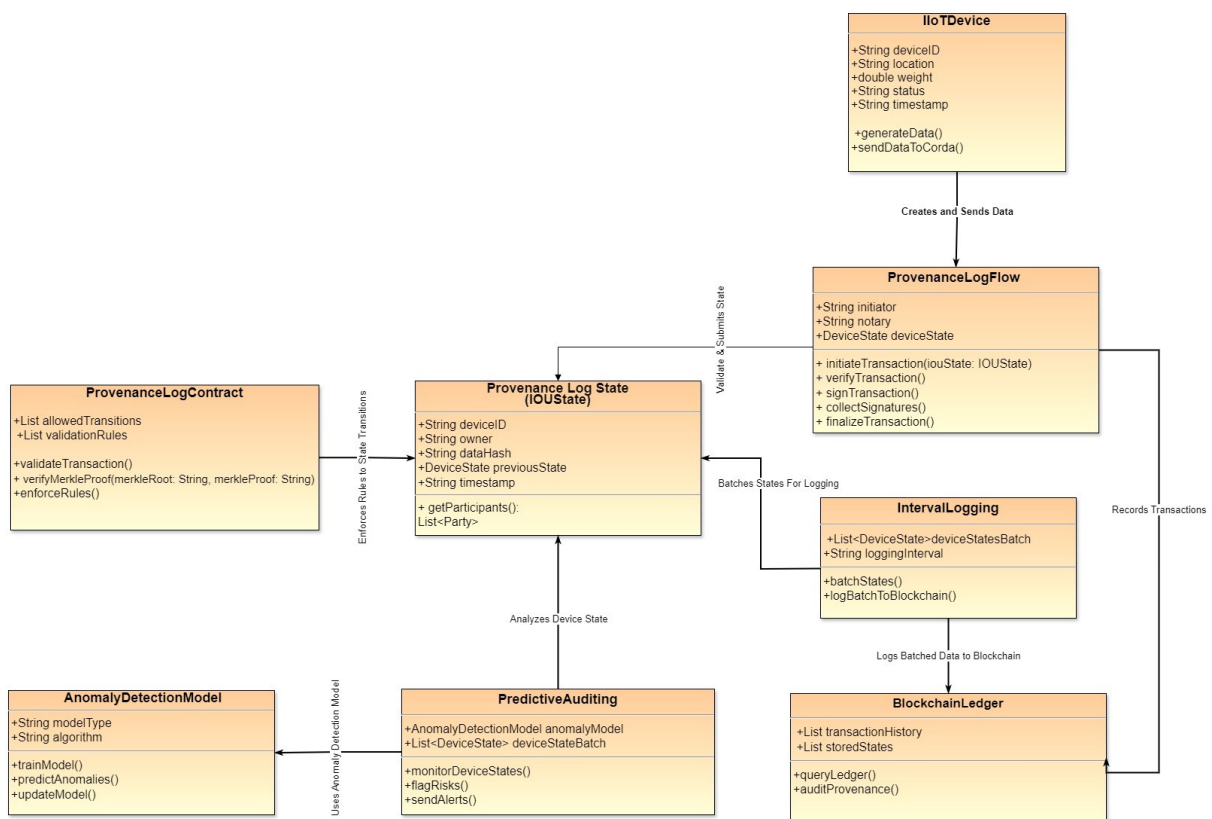 IIoTDevice
+String deviceID
+String location
+double weight
+String status
+String timestamp
+generateData()
+sendDataToCorda()
Creates and Sends Data
ProvenanceLogFlow
+String initiator
+String notary
+DeviceState deviceState
+ initiateTransaction(iouState: IOUState)
+ verifyTransaction()
+ signTransaction()
+ collectSignatures()
+ finalizeTransaction()
Validate & Submits State
ProvenanceLogContract
+List allowedTransitions
+List validationRules
+validateTransaction()
+ verifyMerkleProof(merkleRoot: String, merkleProof: String)
+enforceRules()
Enforces Rules to State Transitions
Provenance Log State
(IOUState)
+String deviceID
+String owner
+String dataHash
+DeviceState previousState
+String timestamp
+ getParticipants():
List<Party>
Batches States For Logging
IntervalLogging
+List<DeviceState>deviceStatesBatch
+String loggingInterval
+batchStates()
+logBatchToBlockchain()
Records Transactions
Analyzes Device State
Logs Batched Data to Blockchain
AnomalyDetectionModel
+String modelType
+String algorithm
+trainModel()
+predictAnomalies()
+updateModel()
Uses Anomaly Detection Model
PredictiveAuditing
+AnomalyDetectionModel anomalyModel
+List<DeviceState> deviceStateBatch
+monitorDeviceStates()
+flagRisks()
+sendAlerts()
BlockchainLedger
+List transactionHistory
+List storedStates
+queryLedger()
+auditProvenance()